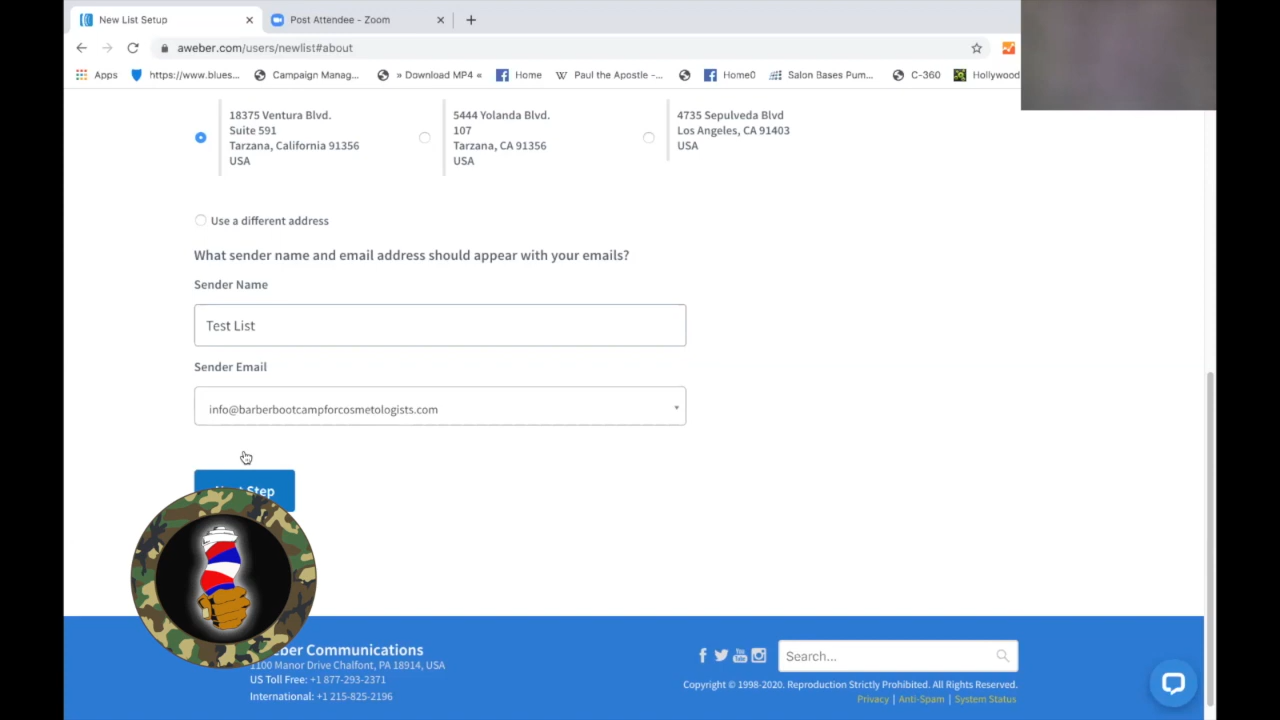 New List Setup
Post Attendee - Zoom
aweber.com/users/newlist#about
Apps https://www.blues... Campaign Manag... » Download MP4 « Home Paul the Apostle -... Home0 Salon Bases Pum... C-360 Hollywood
18375 Ventura Blvd.
Suite 591
Tarzana, California 91356
USA
5444 Yolanda Blvd.
107
Tarzana, CA 91356
USA
4735 Sepulveda Blvd
Los Angeles, CA 91403
USA
Use a different address
What sender name and email address should appear with your emails?
Sender Name
Test List
Sender Email
info@barberbootcampforcosmetologists.com
Step
Communications
1100 Manor Drive Chalfont, PA 18914, USA
US Toll Free: +1 877-293-2371
International: +1 215-825-2196
Search...
Copyright © 1998-2020. Reproduction Strictly Prohibited. All Rights Reserved.
Privacy | Anti-Spam | System Status